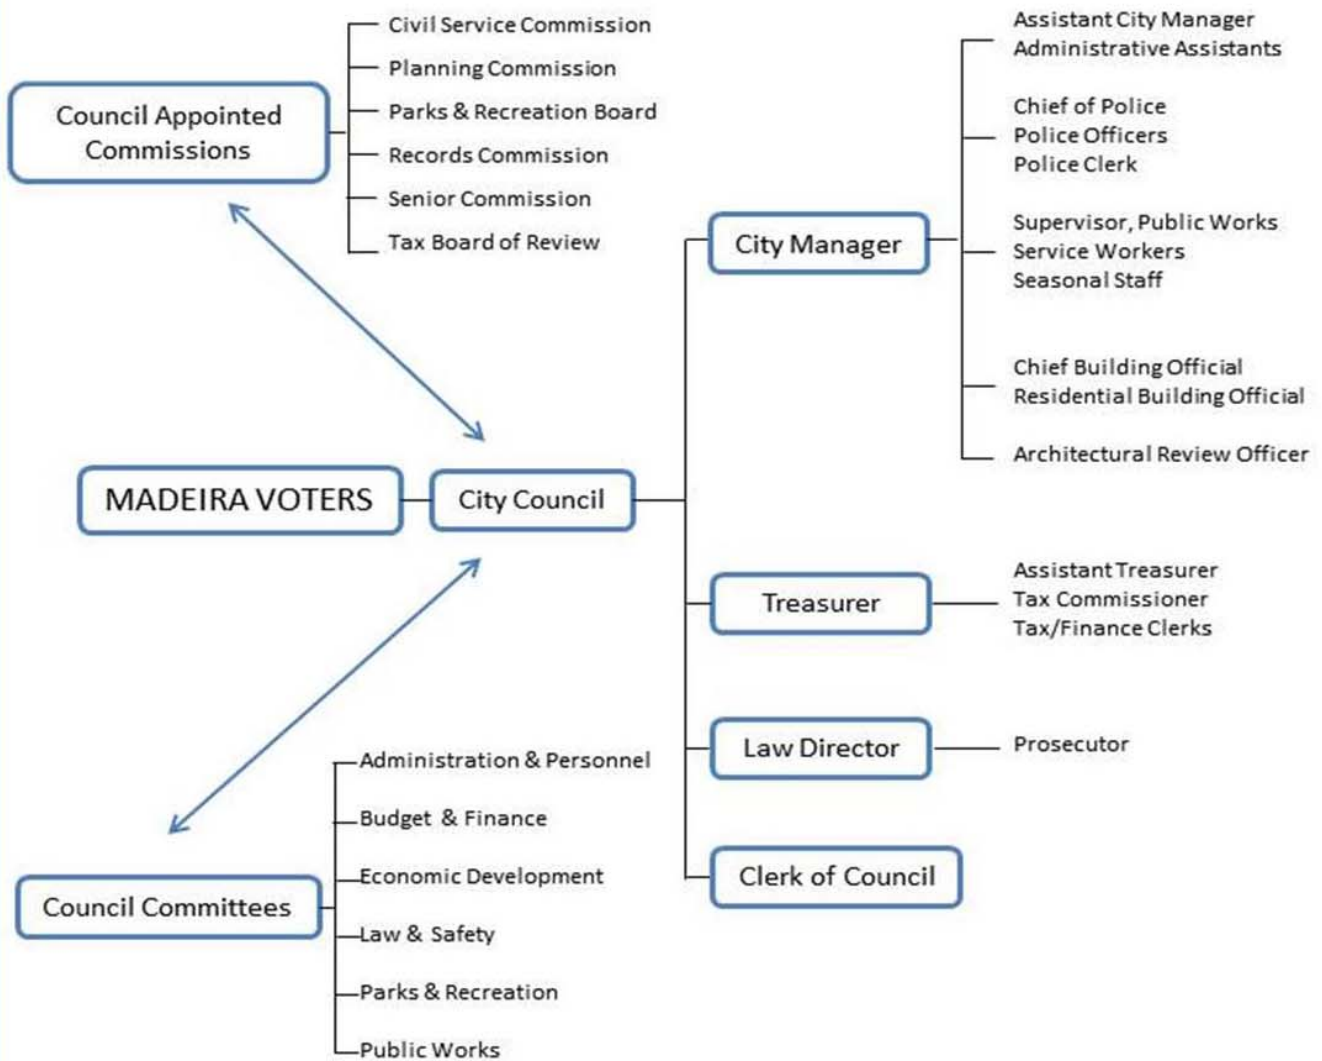 Council Appointed
Commissions
Civil Service Commission
Planning Commission
Parks & Recreation Board
Records Commission
Senior Commission
Tax Board of Review
MADEIRA VOTERS
City Council
City Manager
Assistant City Manager
Administrative Assistants
Chief of Police
Police Officers
Police Clerk
Supervisor, Public Works
Service Workers
Seasonal Staff
Chief Building Official
Residential Building Official
Architectural Review Officer
Treasurer
Assistant Treasurer
Tax Commissioner
Tax/Finance Clerks
Law Director
Prosecutor
Clerk of Council
Council Committees
Administration & Personnel
Budget & Finance
Economic Development
Law & Safety
Parks & Recreation
Public Works